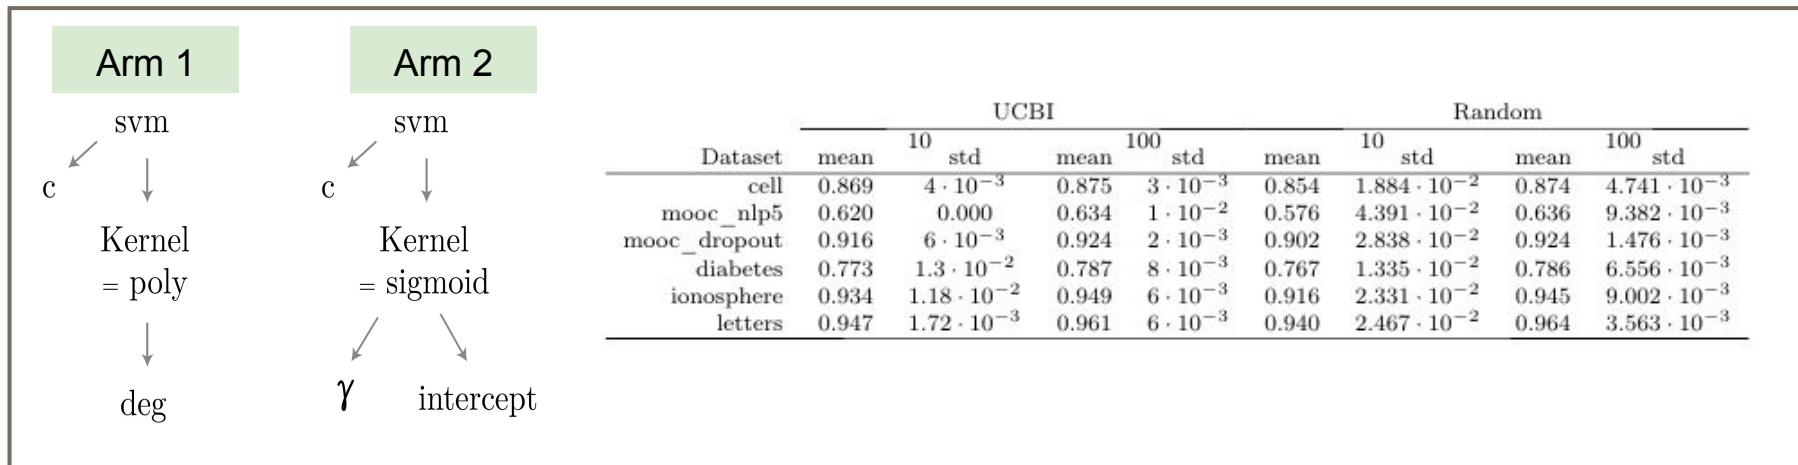 Arm 1
svm
c
Kernel
= poly
deg
Arm 2
svm
c
Kernel
= sigmoid
γ intercept
UCBI Random
10 100 10 100
Dataset mean std mean std mean std mean std
cell 0.869 4 · 10⁻³ 0.875 3 · 10⁻³ 0.854 1.884 · 10⁻² 0.874 4.741 · 10⁻³
mooc_nlp5 0.620 0.000 0.634 1 · 10⁻² 0.576 4.391 · 10⁻² 0.636 9.382 · 10⁻³
mooc_dropout 0.916 6 · 10⁻³ 0.924 2 · 10⁻³ 0.902 2.838 · 10⁻² 0.924 1.476 · 10⁻³
diabetes 0.773 1.3 · 10⁻² 0.787 8 · 10⁻³ 0.767 1.335 · 10⁻² 0.786 6.556 · 10⁻³
ionosphere 0.934 1.18 · 10⁻² 0.949 6 · 10⁻³ 0.916 2.331 · 10⁻² 0.945 9.002 · 10⁻³
letters 0.947 1.72 · 10⁻³ 0.961 6 · 10⁻³ 0.940 2.467 · 10⁻² 0.964 3.563 · 10⁻³